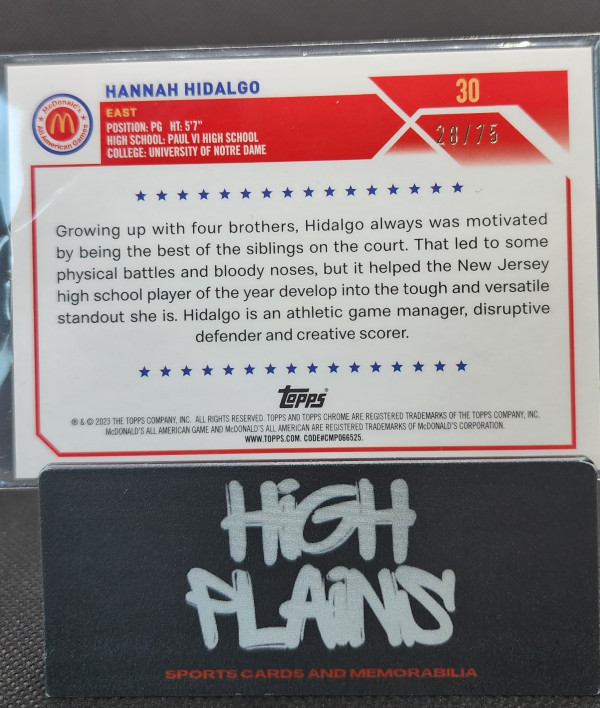 HANNAH HIDALGO
30
McDonald's
All American Games
EAST
POSITION: PG HT: 5'7"
28/75
HIGH SCHOOL: PAUL VI HIGH SCHOOL
COLLEGE: UNIVERSITY OF NOTRE DAME
Growing up with four brothers, Hidalgo always was motivated
by being the best of the siblings on the court. That led to some
physical battles and bloody noses, but it helped the New Jersey
high school player of the year develop into the tough and versatile
standout she is. Hidalgo is an athletic game manager, disruptive
defender and creative scorer.
Topps
® & © 2023 THE TOPPS COMPANY, INC. ALL RIGHTS RESERVED. TOPPS AND TOPPS CHROME ARE REGISTERED TRADEMARKS OF THE TOPPS COMPANY, INC.
McDONALD'S ALL AMERICAN GAME AND McDONALD'S ALL AMERICAN ARE REGISTERED TRADEMARKS OF McDONALD'S CORPORATION.
WWW.TOPPS.COM. CODE#CMP066525.
HIGH
PLAINS
SPORTS CARDS AND MEMORABILIA